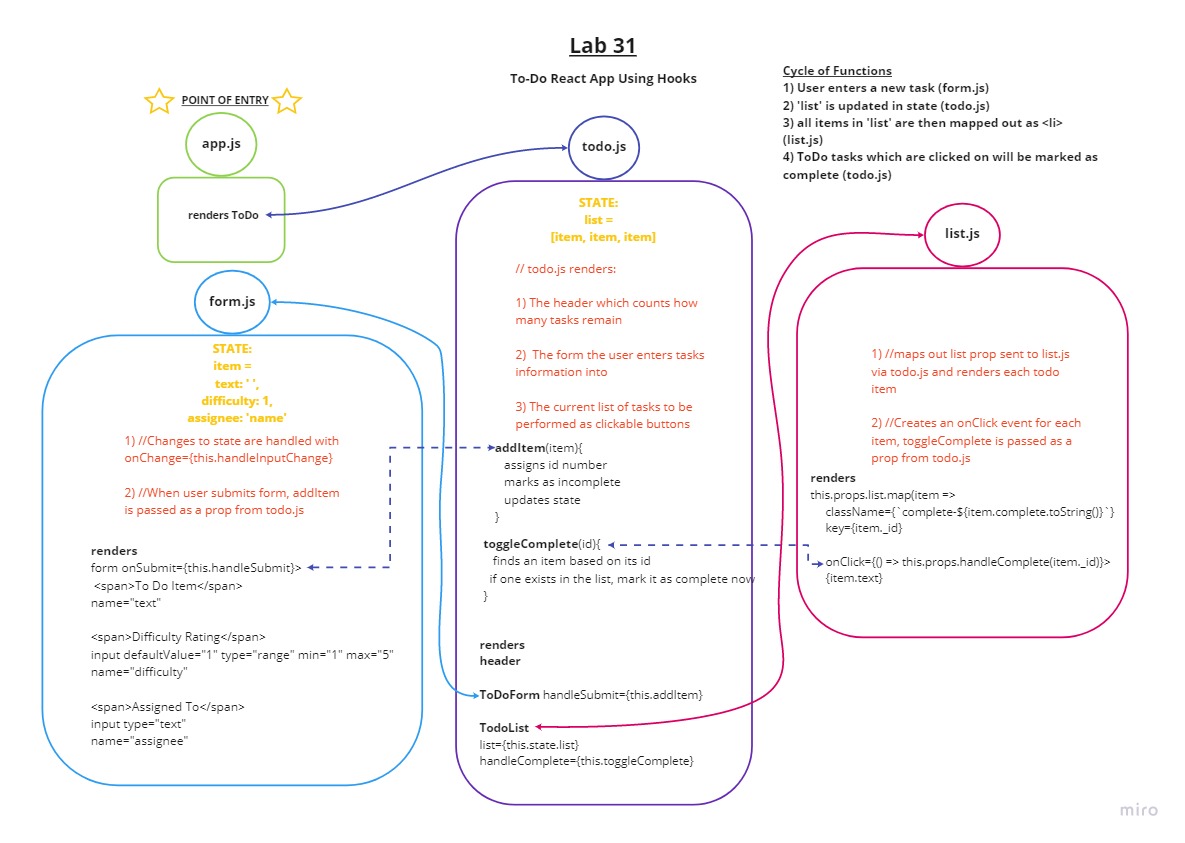 Lab 31
To-Do React App Using Hooks
Cycle of Functions
1) User enters a new task (form.js)
2) 'list' is updated in state (todo.js)
3) all items in 'list' are then mapped out as <li>
(list.js)
4) ToDo tasks which are clicked on will be marked as
complete (todo.js)
POINT OF ENTRY
app.js
renders ToDo
form.js
STATE:
item =
text: ' ',
difficulty: 1,
assignee: 'name'
1) //Changes to state are handled with
onChange={this.handleInputChange}
2) //When user submits form, addItem
is passed as a prop from todo.js
renders
form onSubmit={this.handleSubmit}>
<span>To Do Item</span>
name="text"
<span>Difficulty Rating</span>
input defaultValue="1" type="range" min="1" max="5"
name="difficulty"
<span>Assigned To</span>
input type="text"
name="assignee"
todo.js
STATE:
list =
[item, item, item]
// todo.js renders:
1) The header which counts how
many tasks remain
2) The form the user enters tasks
information into
3) The current list of tasks to be
performed as clickable buttons
addItem(item){
assigns id number
marks as incomplete
updates state
}
toggleComplete(id){
finds an item based on its id
if one exists in the list, mark it as complete now
}
renders
header
ToDoForm handleSubmit={this.addItem}
TodoList
list={this.state.list}
handleComplete={this.toggleComplete}
list.js
1) //maps out list prop sent to list.js
via todo.js and renders each todo
item
2) //Creates an onClick event for each
item, toggleComplete is passed as a
prop from todo.js
renders
this.props.list.map(item =>
className={`complete-${item.complete.toString()}`}
key={item._id}
onClick={() => this.props.handleComplete(item._id)}>
{item.text}
miro